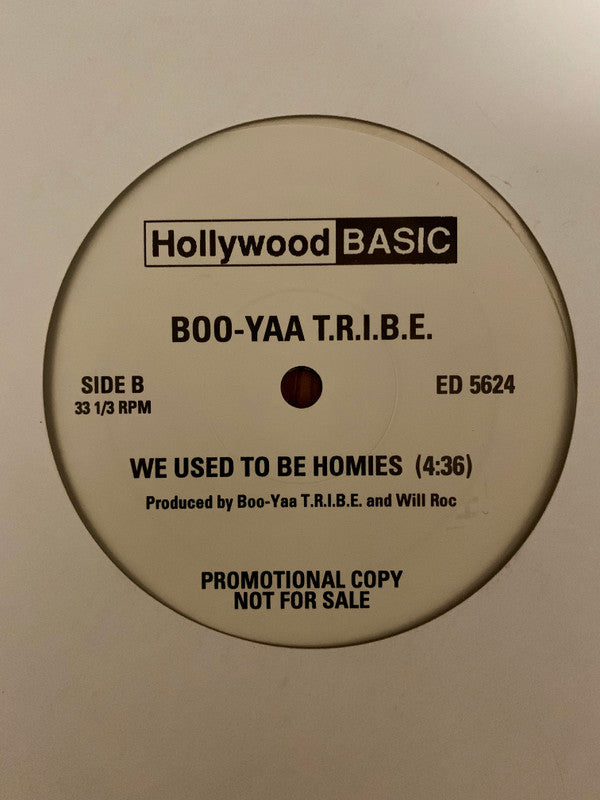 Hollywood BASIC
BOO-YAA T.R.I.B.E.
SIDE B
33 1/3 RPM
ED 5624
WE USED TO BE HOMIES (4:36)
Produced by Boo-Yaa T.R.I.B.E. and Will Roc
PROMOTIONAL COPY
NOT FOR SALE